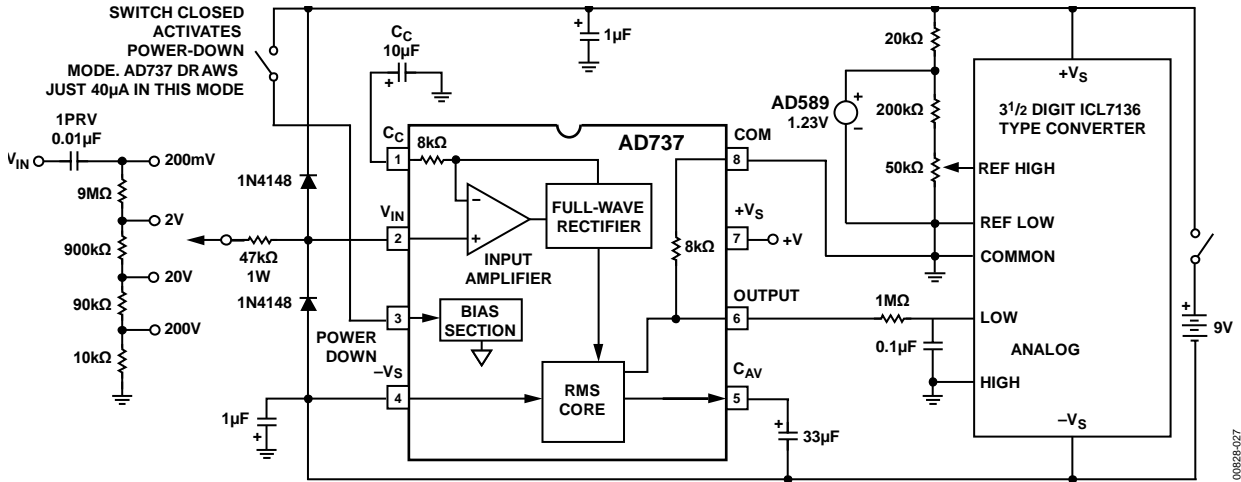 SWITCH CLOSED
ACTIVATES
POWER-DOWN
MODE. AD737 DRAWS
JUST 40µA IN THIS MODE
CC
10µF
+
+
1µF
20kΩ
AD589
1.23V
+
–
200kΩ
50kΩ
+VS
3 1/2 DIGIT ICL7136
TYPE CONVERTER
REF HIGH
REF LOW
COMMON
LOW
ANALOG
HIGH
–VS
+
9V
1PRV
0.01µF
VIN
200mV
9MΩ
2V
900kΩ
20V
90kΩ
200V
10kΩ
1N4148
47kΩ
1W
1N4148
1µF
+
AD737
CC
1
8kΩ
VIN
2
–
+
INPUT
AMPLIFIER
FULL-WAVE
RECTIFIER
3
POWER
DOWN
BIAS
SECTION
–VS
4
RMS
CORE
COM
8
8kΩ
+VS
7
+V
OUTPUT
6
1MΩ
0.1µF
CAV
5
+
33µF
00828-027